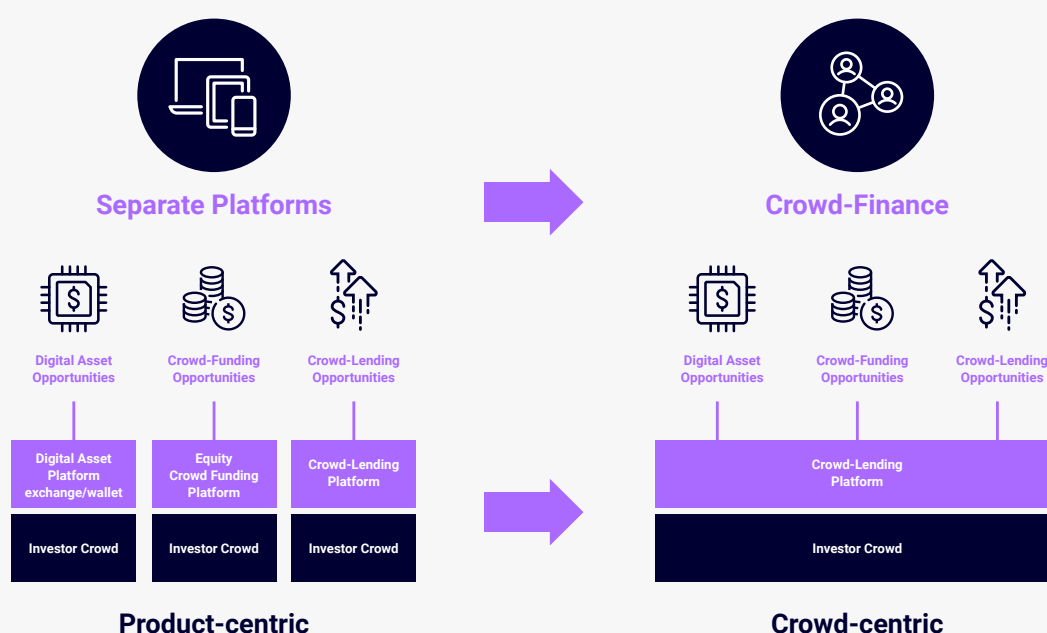 Separate Platforms
Crowd-Finance
Digital Asset
Opportunities
Crowd-Funding
Opportunities
Crowd-Lending
Opportunities
Digital Asset
Opportunities
Crowd-Funding
Opportunities
Crowd-Lending
Opportunities
Digital Asset
Platform
exchange/wallet
Equity
Crowd Funding
Platform
Crowd-Lending
Platform
Crowd-Lending
Platform
Investor Crowd
Investor Crowd
Investor Crowd
Investor Crowd
Product-centric
Crowd-centric